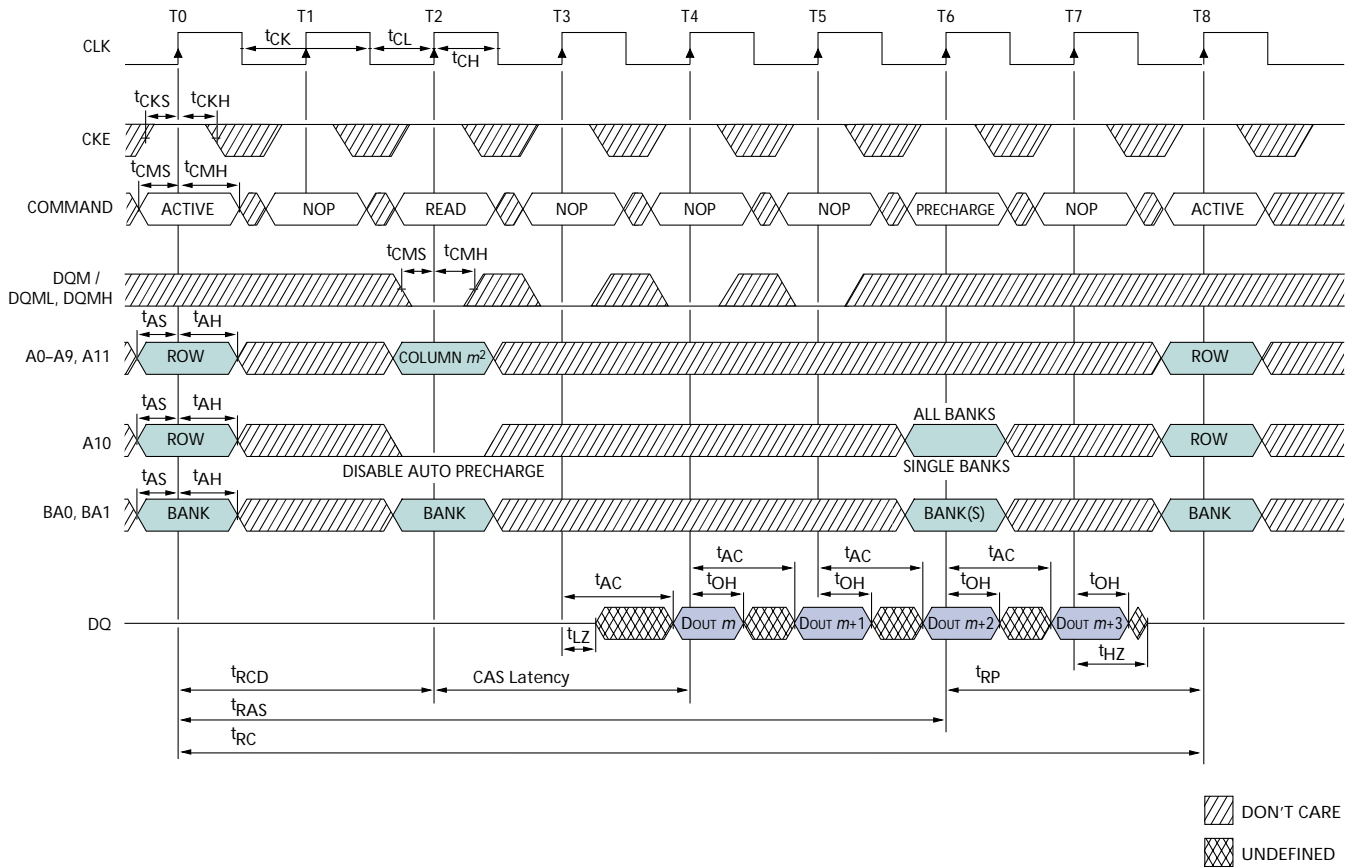 T0 T1 T2 T3 T4 T5 T6 T7 T8
CLK
tCK tCL
tCH
tCKS tCKH
CKE
tCMS tCMH
COMMAND ACTIVE NOP READ NOP NOP NOP PRECHARGE NOP ACTIVE
tCMS tCMH
DQM /
DQML, DQMH
tAS tAH
A0–A9, A11 ROW COLUMN m² ROW
tAS tAH ALL BANKS
A10 ROW ROW
DISABLE AUTO PRECHARGE SINGLE BANKS
tAS tAH
BA0, BA1 BANK BANK BANK(S) BANK
tAC tAC tAC
tAC tOH tOH tOH tOH
DQ DOUT m DOUT m+1 DOUT m+2 DOUT m+3
tLZ tHZ
tRCD CAS Latency tRP
tRAS
tRC
DON'T CARE
UNDEFINED